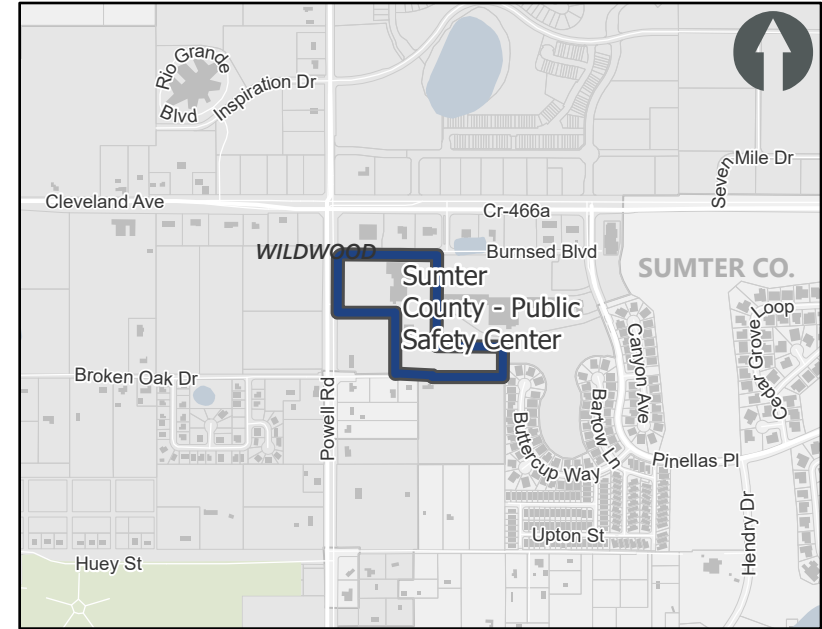 Rio Grande
Blvd
Inspiration Dr
Seven
Mile Dr
Cleveland Ave
Cr-466a
WILDWOOD
Burnsed Blvd
SUMTER CO.
Sumter
County - Public
Safety Center
Loop
Cedar Grove
Canyon Ave
Broken Oak Dr
Powell Rd
Bartow Ln
Buttercup Way
Pinellas Pl
Upton St
Hendry Dr
Huey St